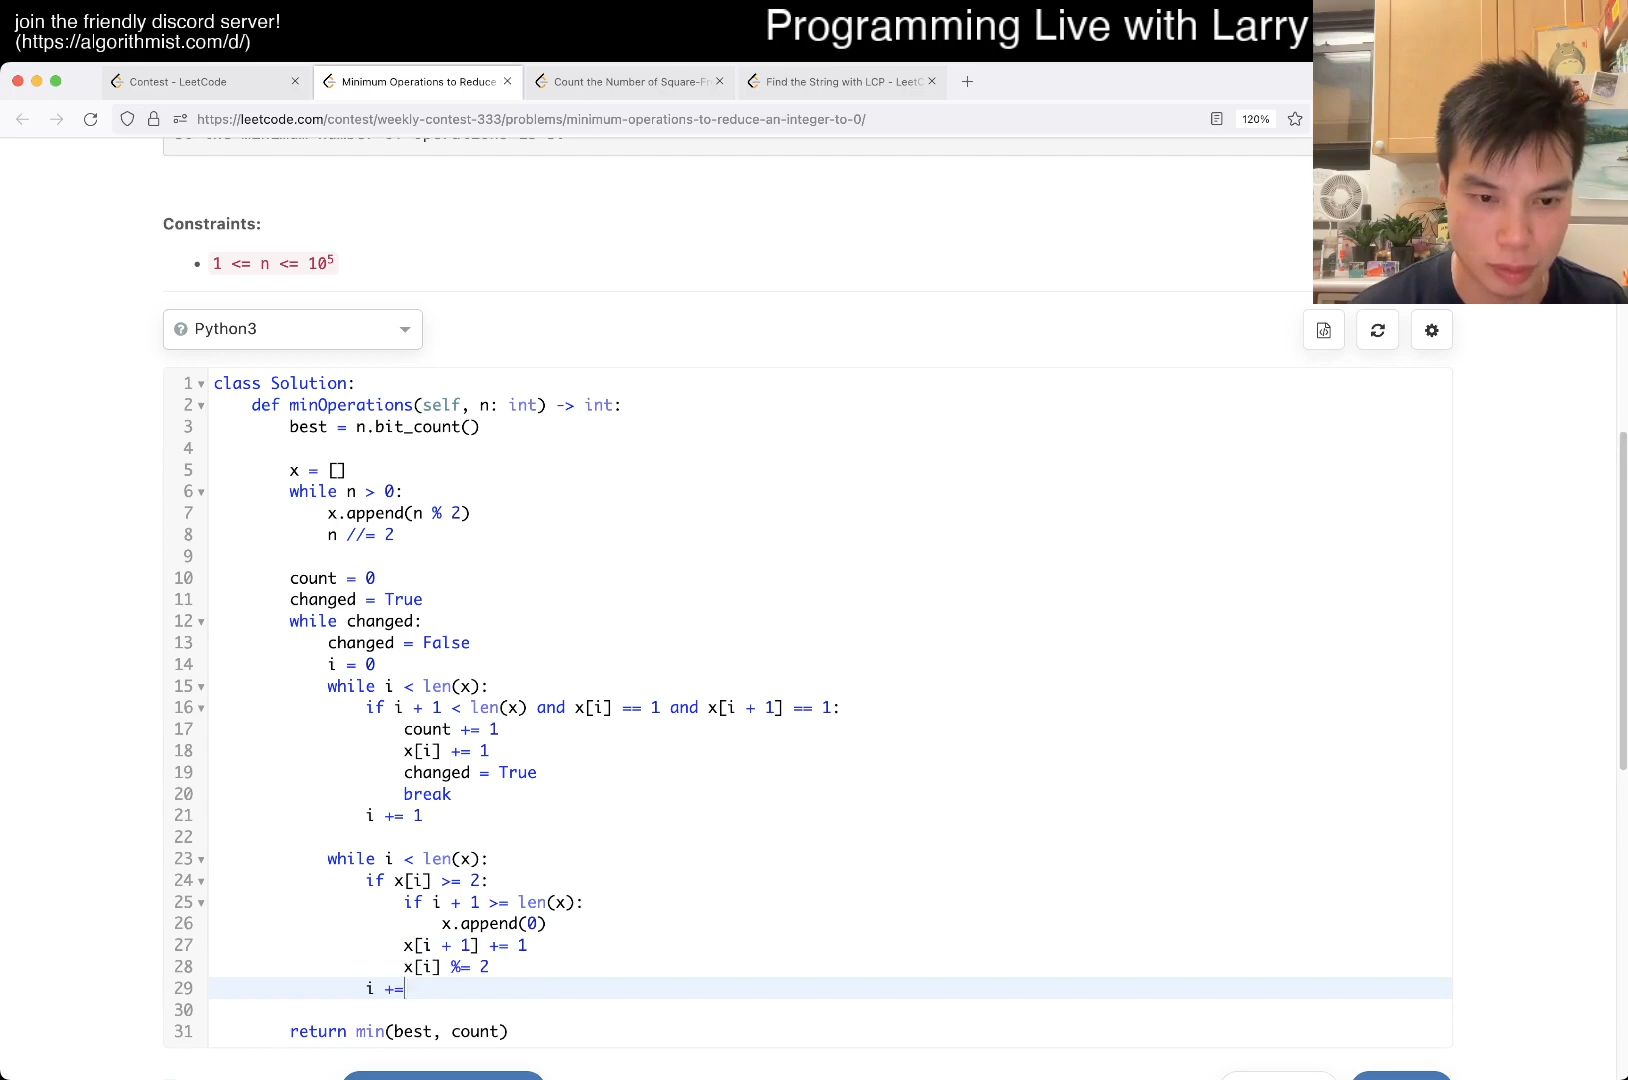 join the friendly discord server!
(https://algorithmist.com/d/)
Programming Live with Larry
Contest - LeetCode
Minimum Operations to Reduce
Count the Number of Square-Fr
Find the String with LCP - LeetC
https://leetcode.com/contest/weekly-contest-333/problems/minimum-operations-to-reduce-an-integer-to-0/
120%
Constraints:
1 <= n <= 10⁵
Python3
1 class Solution:
2     def minOperations(self, n: int) -> int:
3         best = n.bit_count()
4
5         x = []
6         while n > 0:
7             x.append(n % 2)
8             n //= 2
9
10         count = 0
11         changed = True
12         while changed:
13             changed = False
14             i = 0
15             while i < len(x):
16                 if i + 1 < len(x) and x[i] == 1 and x[i + 1] == 1:
17                     count += 1
18                     x[i] += 1
19                     changed = True
20                     break
21                 i += 1
22
23             while i < len(x):
24                 if x[i] >= 2:
25                     if i + 1 >= len(x):
26                         x.append(0)
27                     x[i + 1] += 1
28                     x[i] %= 2
29                 i +=
30
31         return min(best, count)